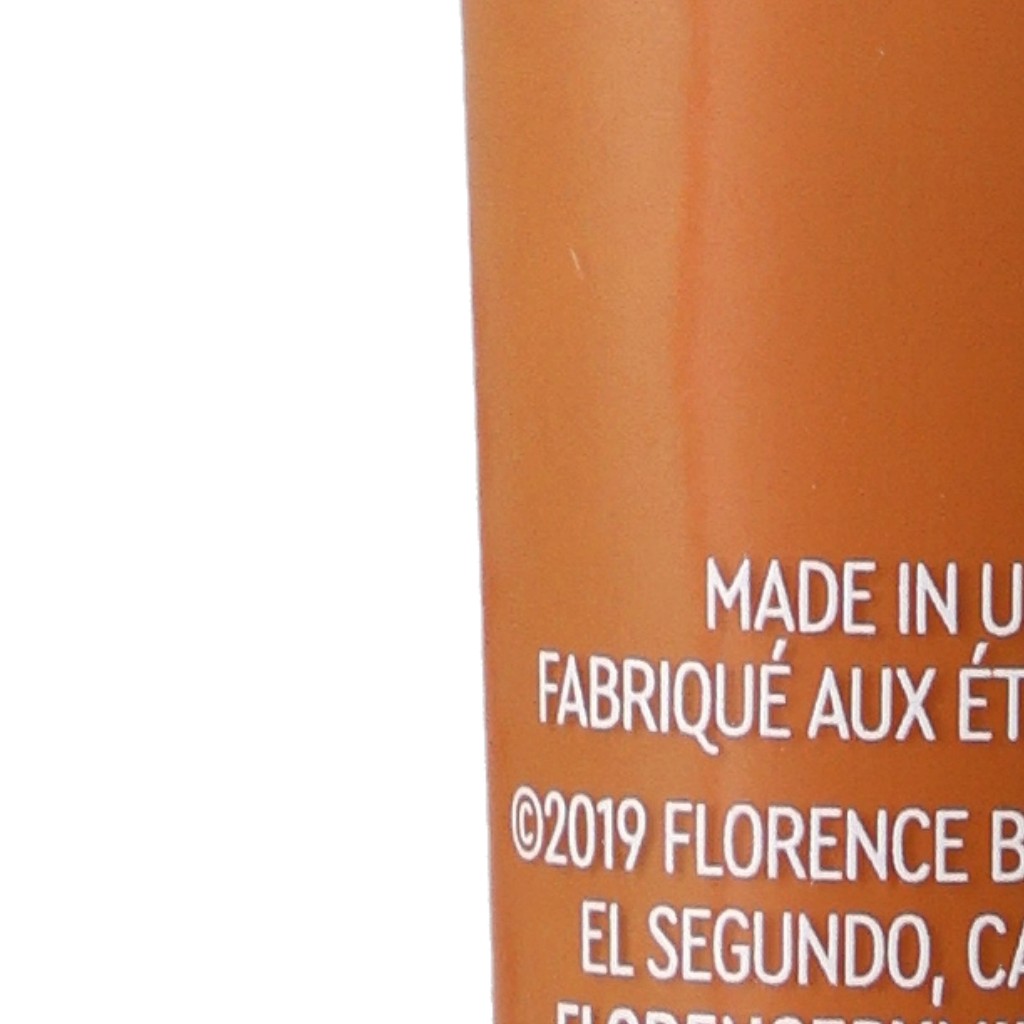 MADE IN U
FABRIQUÉ AUX ÉT
©2019 FLORENCE B
EL SEGUNDO, CA